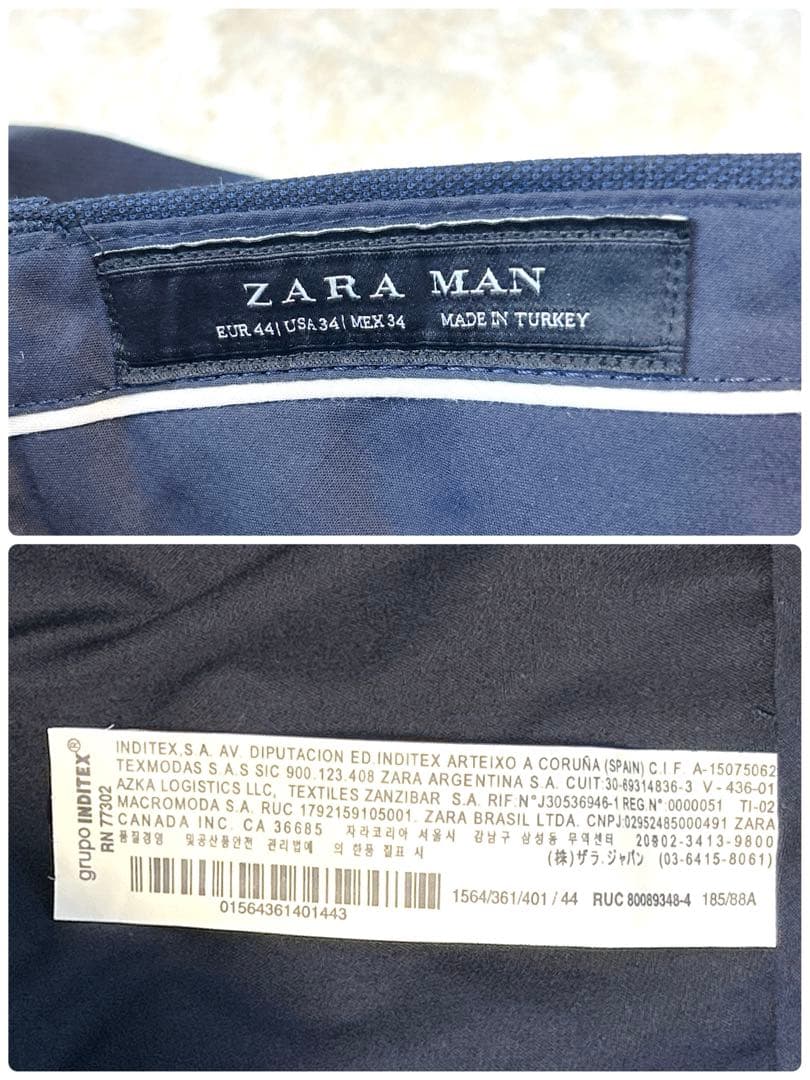 ZARA MAN
EUR 44| USA 34| MEX 34 MADE IN TURKEY
grupo INDITEX®
RN 77302
INDITEX,S.A. AV. DIPUTACION ED.INDITEX ARTEIXO A CORUÑA (SPAIN) C.I.F. A-15075062
TEXMODAS S.A.S SIC 900.123.408 ZARA ARGENTINA S.A. CUIT:30-69314836-3 V-436-01
AZKA LOGISTICS LLC, TEXTILES ZANZIBAR S.A. RIF:N°J30536946-1 REG.N°:0000051 TI-02
MACROMODA S.A. RUC 1792159105001. ZARA BRASIL LTDA. CNPJ:02952485000491 ZARA
CANADA INC. CA 36685 자라코리아 서울시 강남구 삼성동 무역센터 20802-3413-9800
품질경영 및공산품안전 관리법에 의 한품 질표 시 (株)ザラ.ジャパン (03-6415-8061)
01564361401443 1564/361/401 / 44 RUC 80089348-4 185/88A